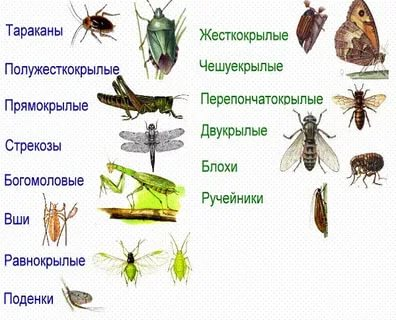 Тараканы
Полужесткокрылые
Прямокрылые
Стрекозы
Богомоловые
Вши
Равнокрылые
Поденки
Жесткокрылые
Чешуекрылые
Перепончатокрылые
Двукрылые
Блохи
Ручейники